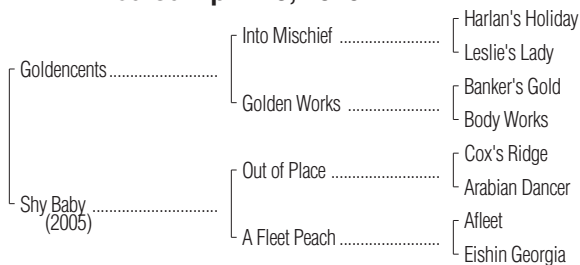 Harlan's Holiday
Into Mischief ........................
Leslie's Lady
Goldencents ..........................
Banker's Gold
Golden Works ........................
Body Works
Cox's Ridge
Out of Place ..........................
Arabian Dancer
Shy Baby ..............................
(2005)
Afleet
A Fleet Peach ........................
Eishin Georgia